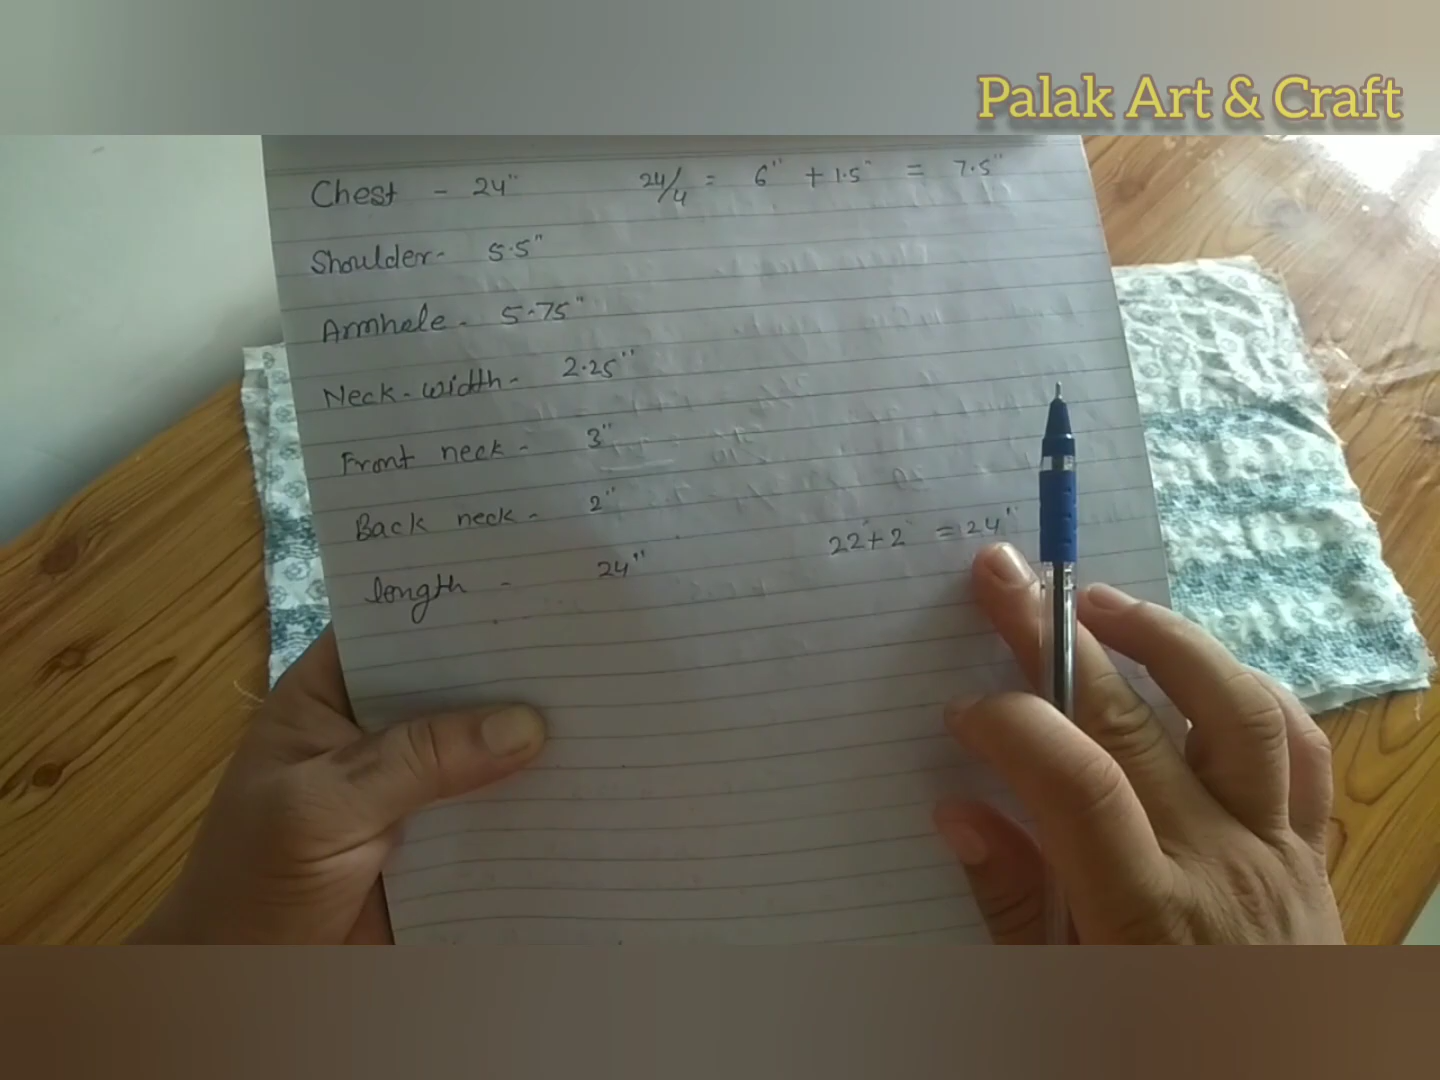 Palak Art & Craft
Chest - 24" 24/4 = 6" + 1.5" = 7.5"
Shoulder- 5.5"
Armhole - 5.75"
Neck-width- 2.25"
Front neck - 3"
Back neck - 2"
length - 24" 22" + 2" = 24"